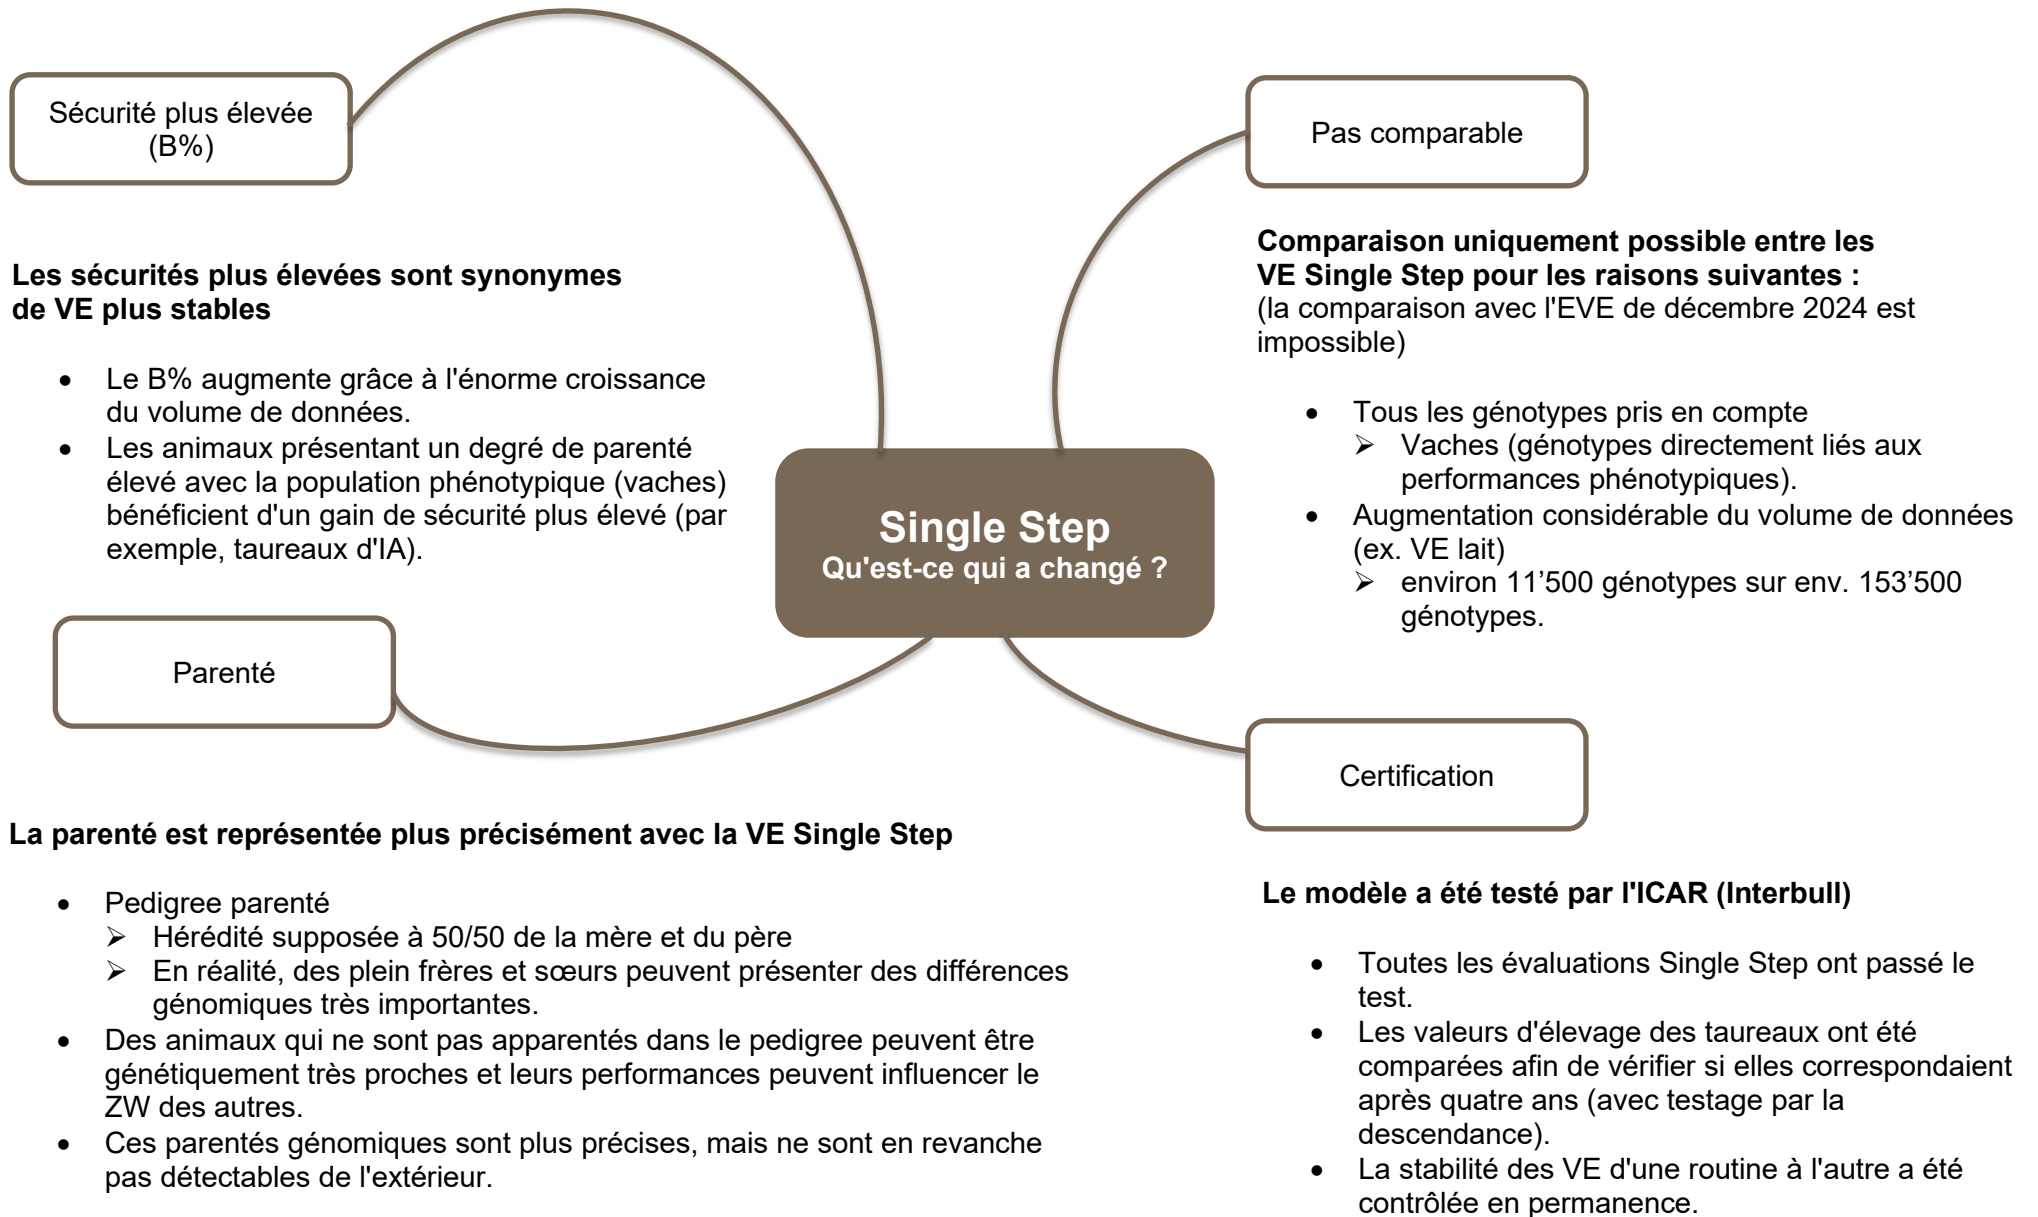 Sécurité plus élevée
(B%)
Les sécurités plus élevées sont synonymes
de VE plus stables
• Le B% augmente grâce à l'énorme croissance
du volume de données.
• Les animaux présentant un degré de parenté
élevé avec la population phénotypique (vaches)
bénéficient d'un gain de sécurité plus élevé (par
exemple, taureaux d'IA).
Pas comparable
Comparaison uniquement possible entre les
VE Single Step pour les raisons suivantes :
(la comparaison avec l'EVE de décembre 2024 est
impossible)
• Tous les génotypes pris en compte
➢ Vaches (génotypes directement liés aux
performances phénotypiques).
• Augmentation considérable du volume de données
(ex. VE lait)
➢ environ 11’500 génotypes sur env. 153’500
génotypes.
Single Step
Qu'est-ce qui a changé ?
Parenté
La parenté est représentée plus précisément avec la VE Single Step
• Pedigree parenté
➢ Hérédité supposée à 50/50 de la mère et du père
➢ En réalité, des plein frères et sœurs peuvent présenter des différences
génomiques très importantes.
• Des animaux qui ne sont pas apparentés dans le pedigree peuvent être
génétiquement très proches et leurs performances peuvent influencer le
ZW des autres.
• Ces parentés génomiques sont plus précises, mais ne sont en revanche
pas détectables de l'extérieur.
Certification
Le modèle a été testé par l'ICAR (Interbull)
• Toutes les évaluations Single Step ont passé le
test.
• Les valeurs d'élevage des taureaux ont été
comparées afin de vérifier si elles correspondaient
après quatre ans (avec testage par la
descendance).
• La stabilité des VE d'une routine à l'autre a été
contrôlée en permanence.